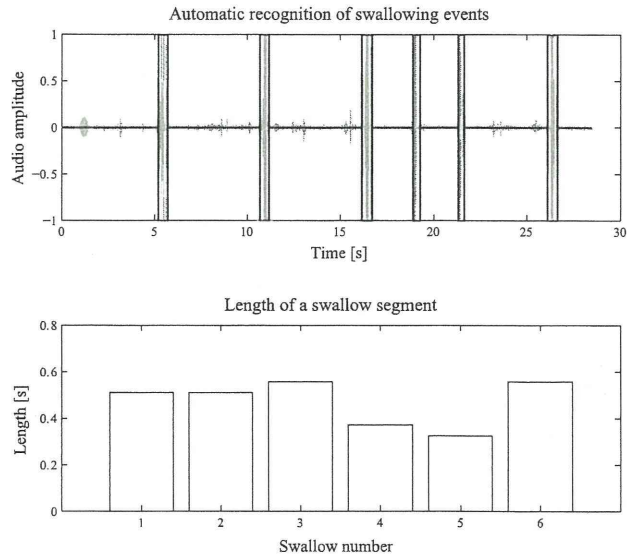 Automatic recognition of swallowing events
Audio amplitude
1
0.5
0
−0.5
−1
0 5 10 15 20 25 30
Time [s]
Length of a swallow segment
Length [s]
0.8
0.6
0.4
0.2
0
1 2 3 4 5 6
Swallow number